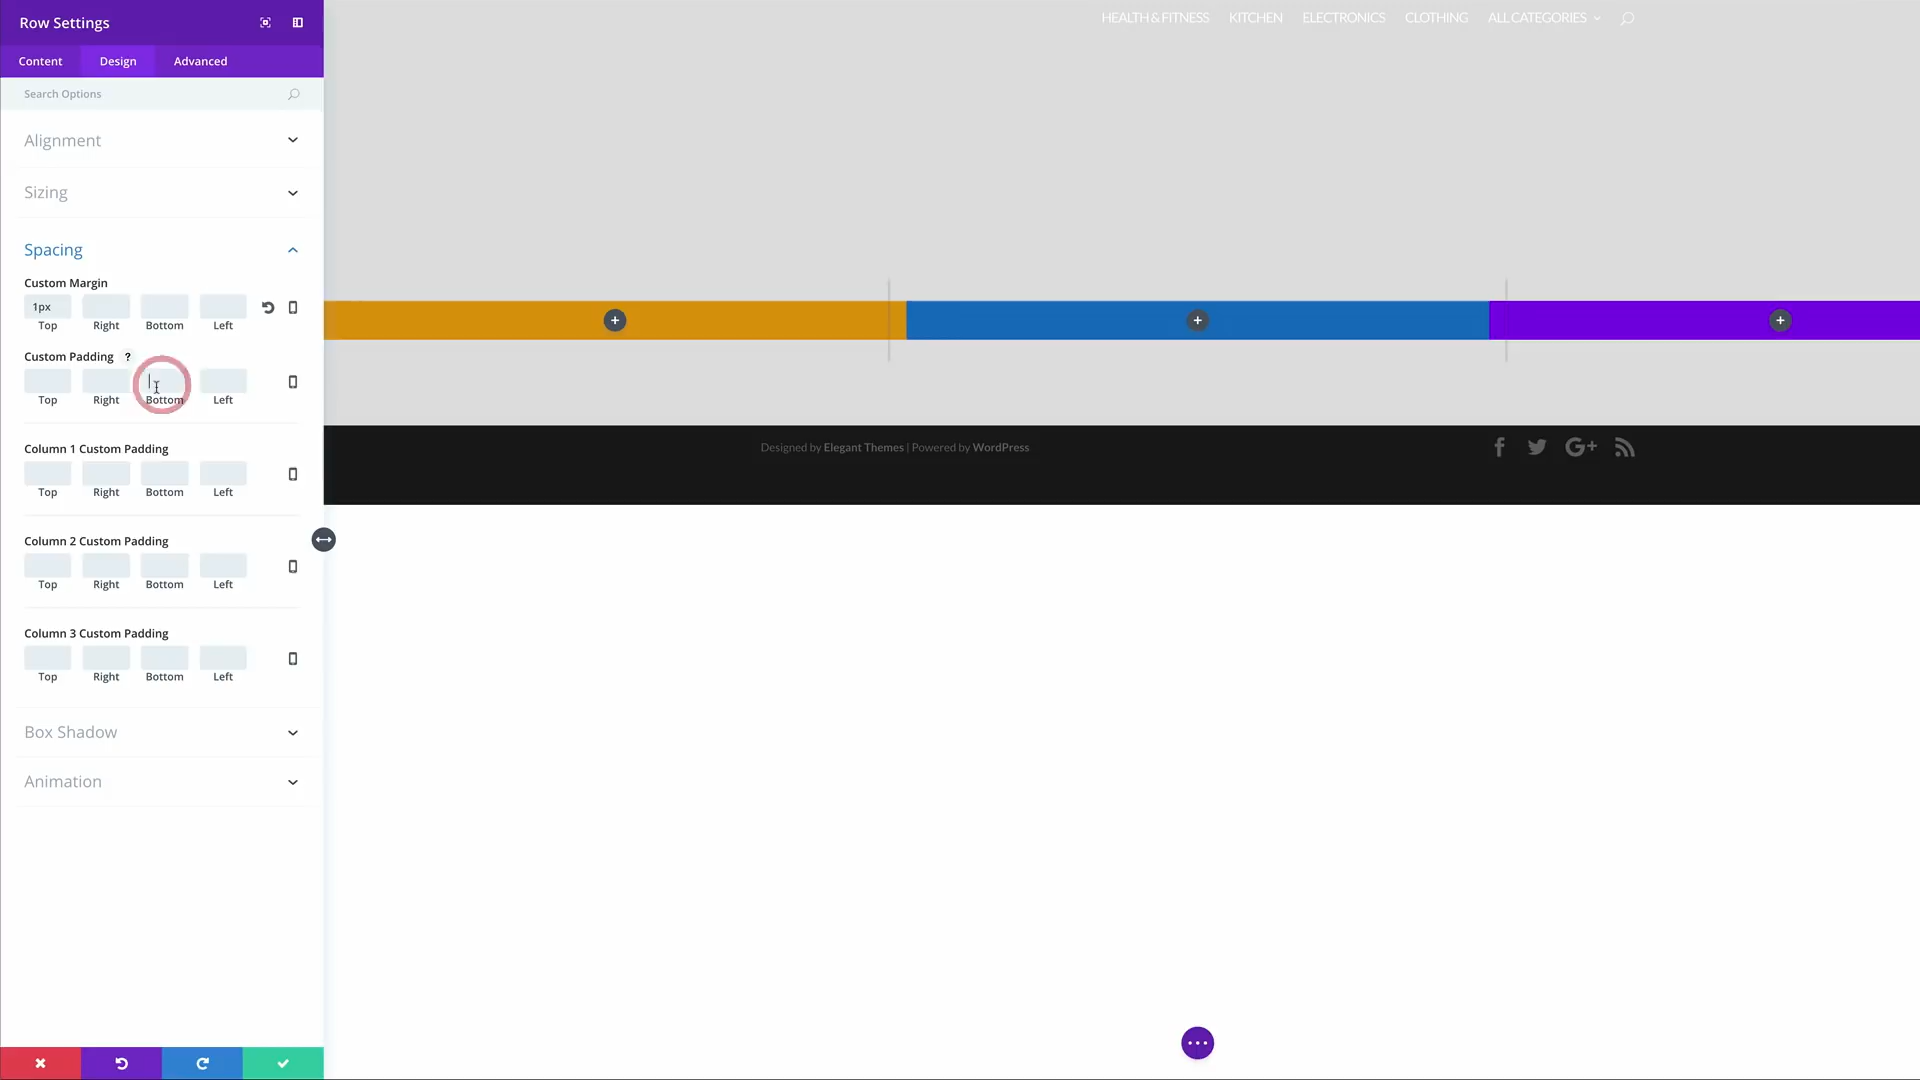 Row Settings
HEALTH & FITNESS KITCHEN ELECTRONICS CLOTHING ALL CATEGORIES
Content Design Advanced
Search Options
Alignment
Sizing
Spacing
Custom Margin
1px
Top Right Bottom Left
Custom Padding ?
Top Right Bottom Left
Designed by Elegant Themes | Powered by WordPress
Column 1 Custom Padding
Top Right Bottom Left
Column 2 Custom Padding
Top Right Bottom Left
Column 3 Custom Padding
Top Right Bottom Left
Box Shadow
Animation